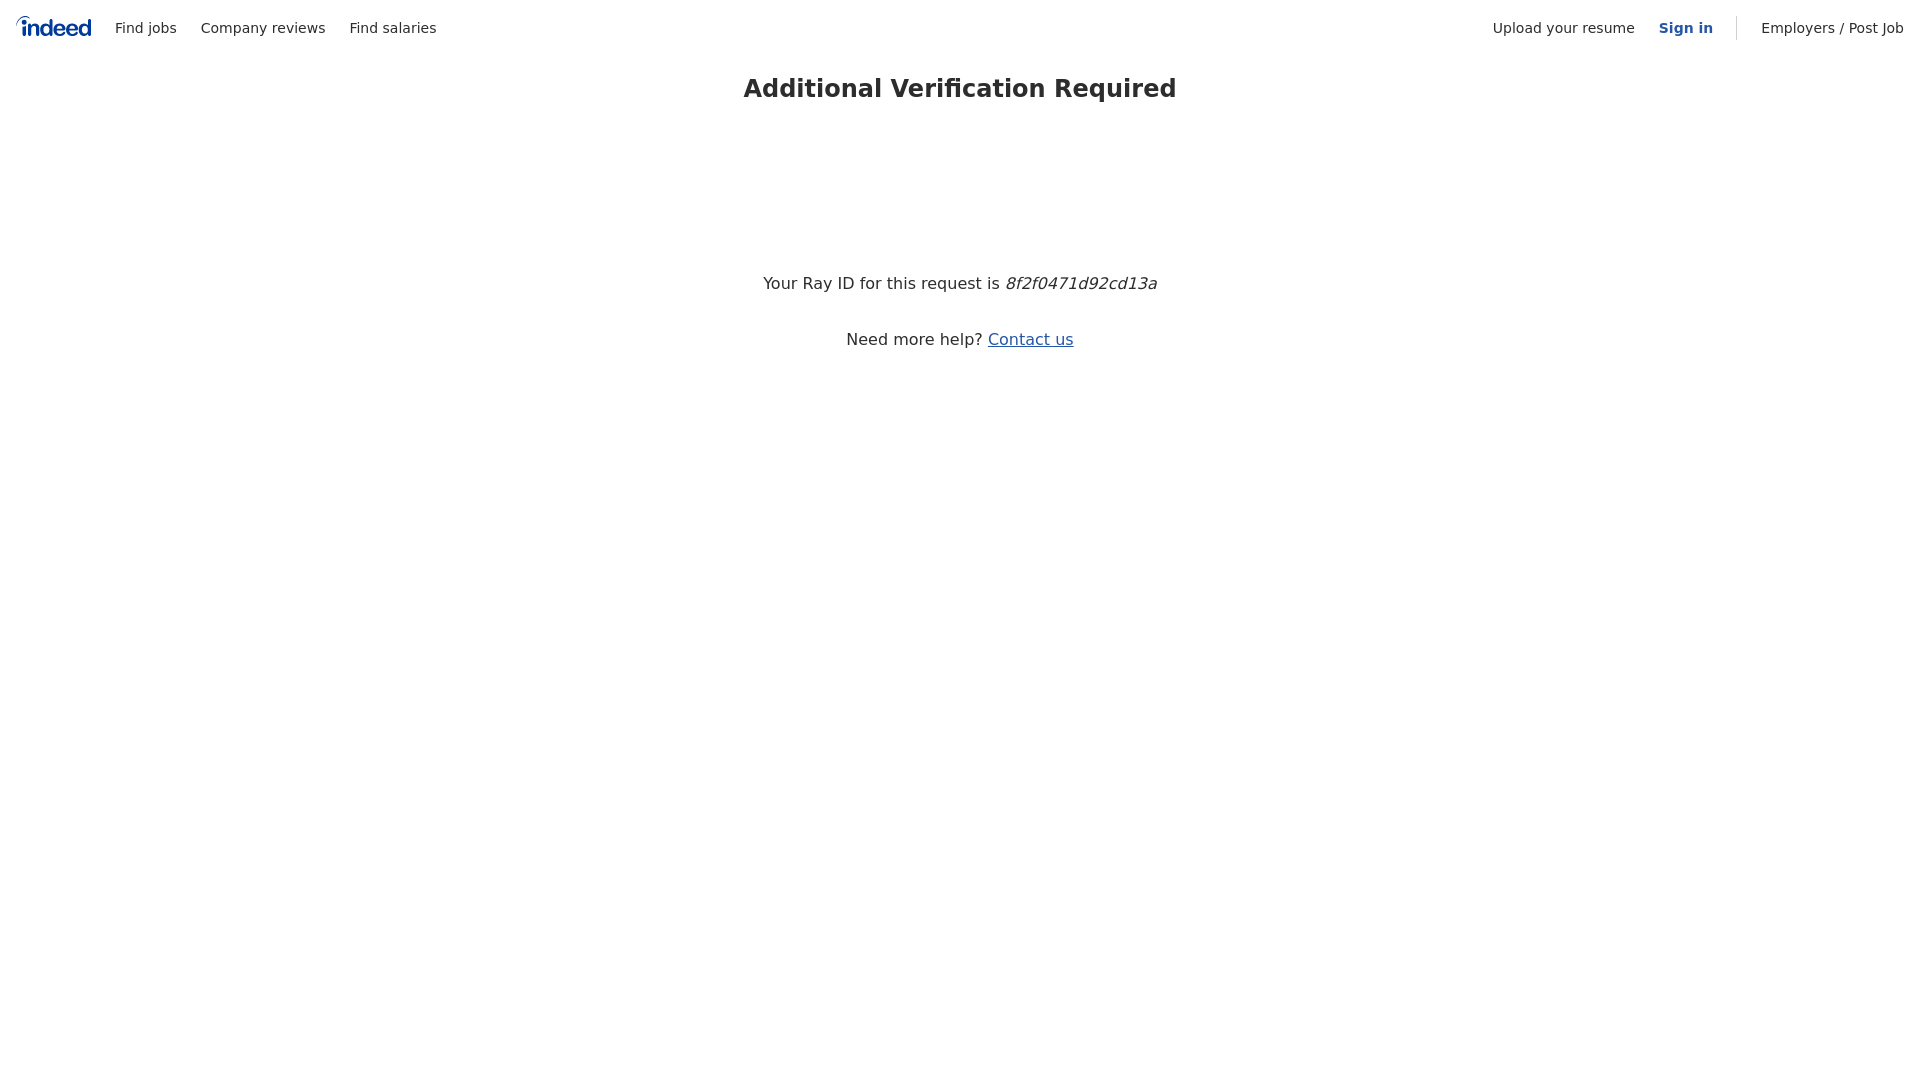 indeed Find jobs Company reviews Find salaries Upload your resume Sign in Employers / Post Job
Additional Verification Required
Your Ray ID for this request is 8f2f0471d92cd13a
Need more help? Contact us